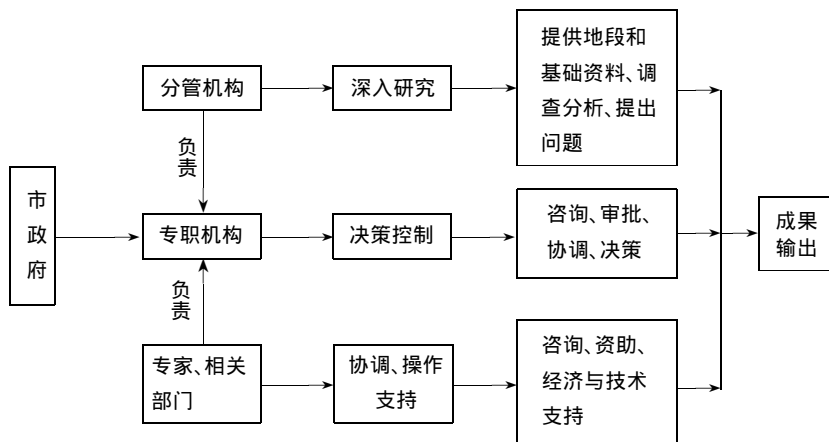 市
政
府
分管机构
负
责
专职机构
负
责
专家、相关
部门
深入研究
决策控制
协调、操作
支持
提供地段和
基础资料、调
查分析、提出
问题
咨询、审批、
协调、决策
咨询、资助、
经济与技术
支持
成果
输出